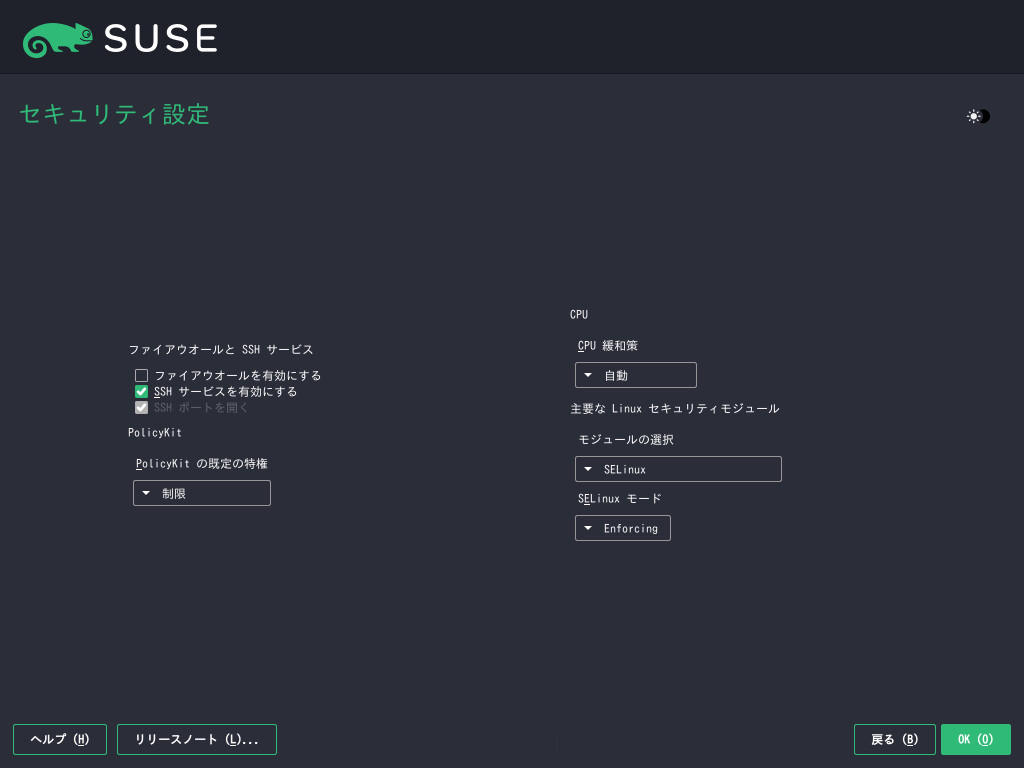 SUSE
セキュリティ設定
ファイアウオールと SSH サービス
ファイアウオールを有効にする
SSH サービスを有効にする
SSH ポートを開く
PolicyKit
PolicyKit の既定の特権
制限
CPU
CPU 緩和策
自動
主要な Linux セキュリティモジュール
モジュールの選択
SELinux
SELinux モード
Enforcing
ヘルプ (H)
リリースノート (L)...
戻る (B)
OK (O)